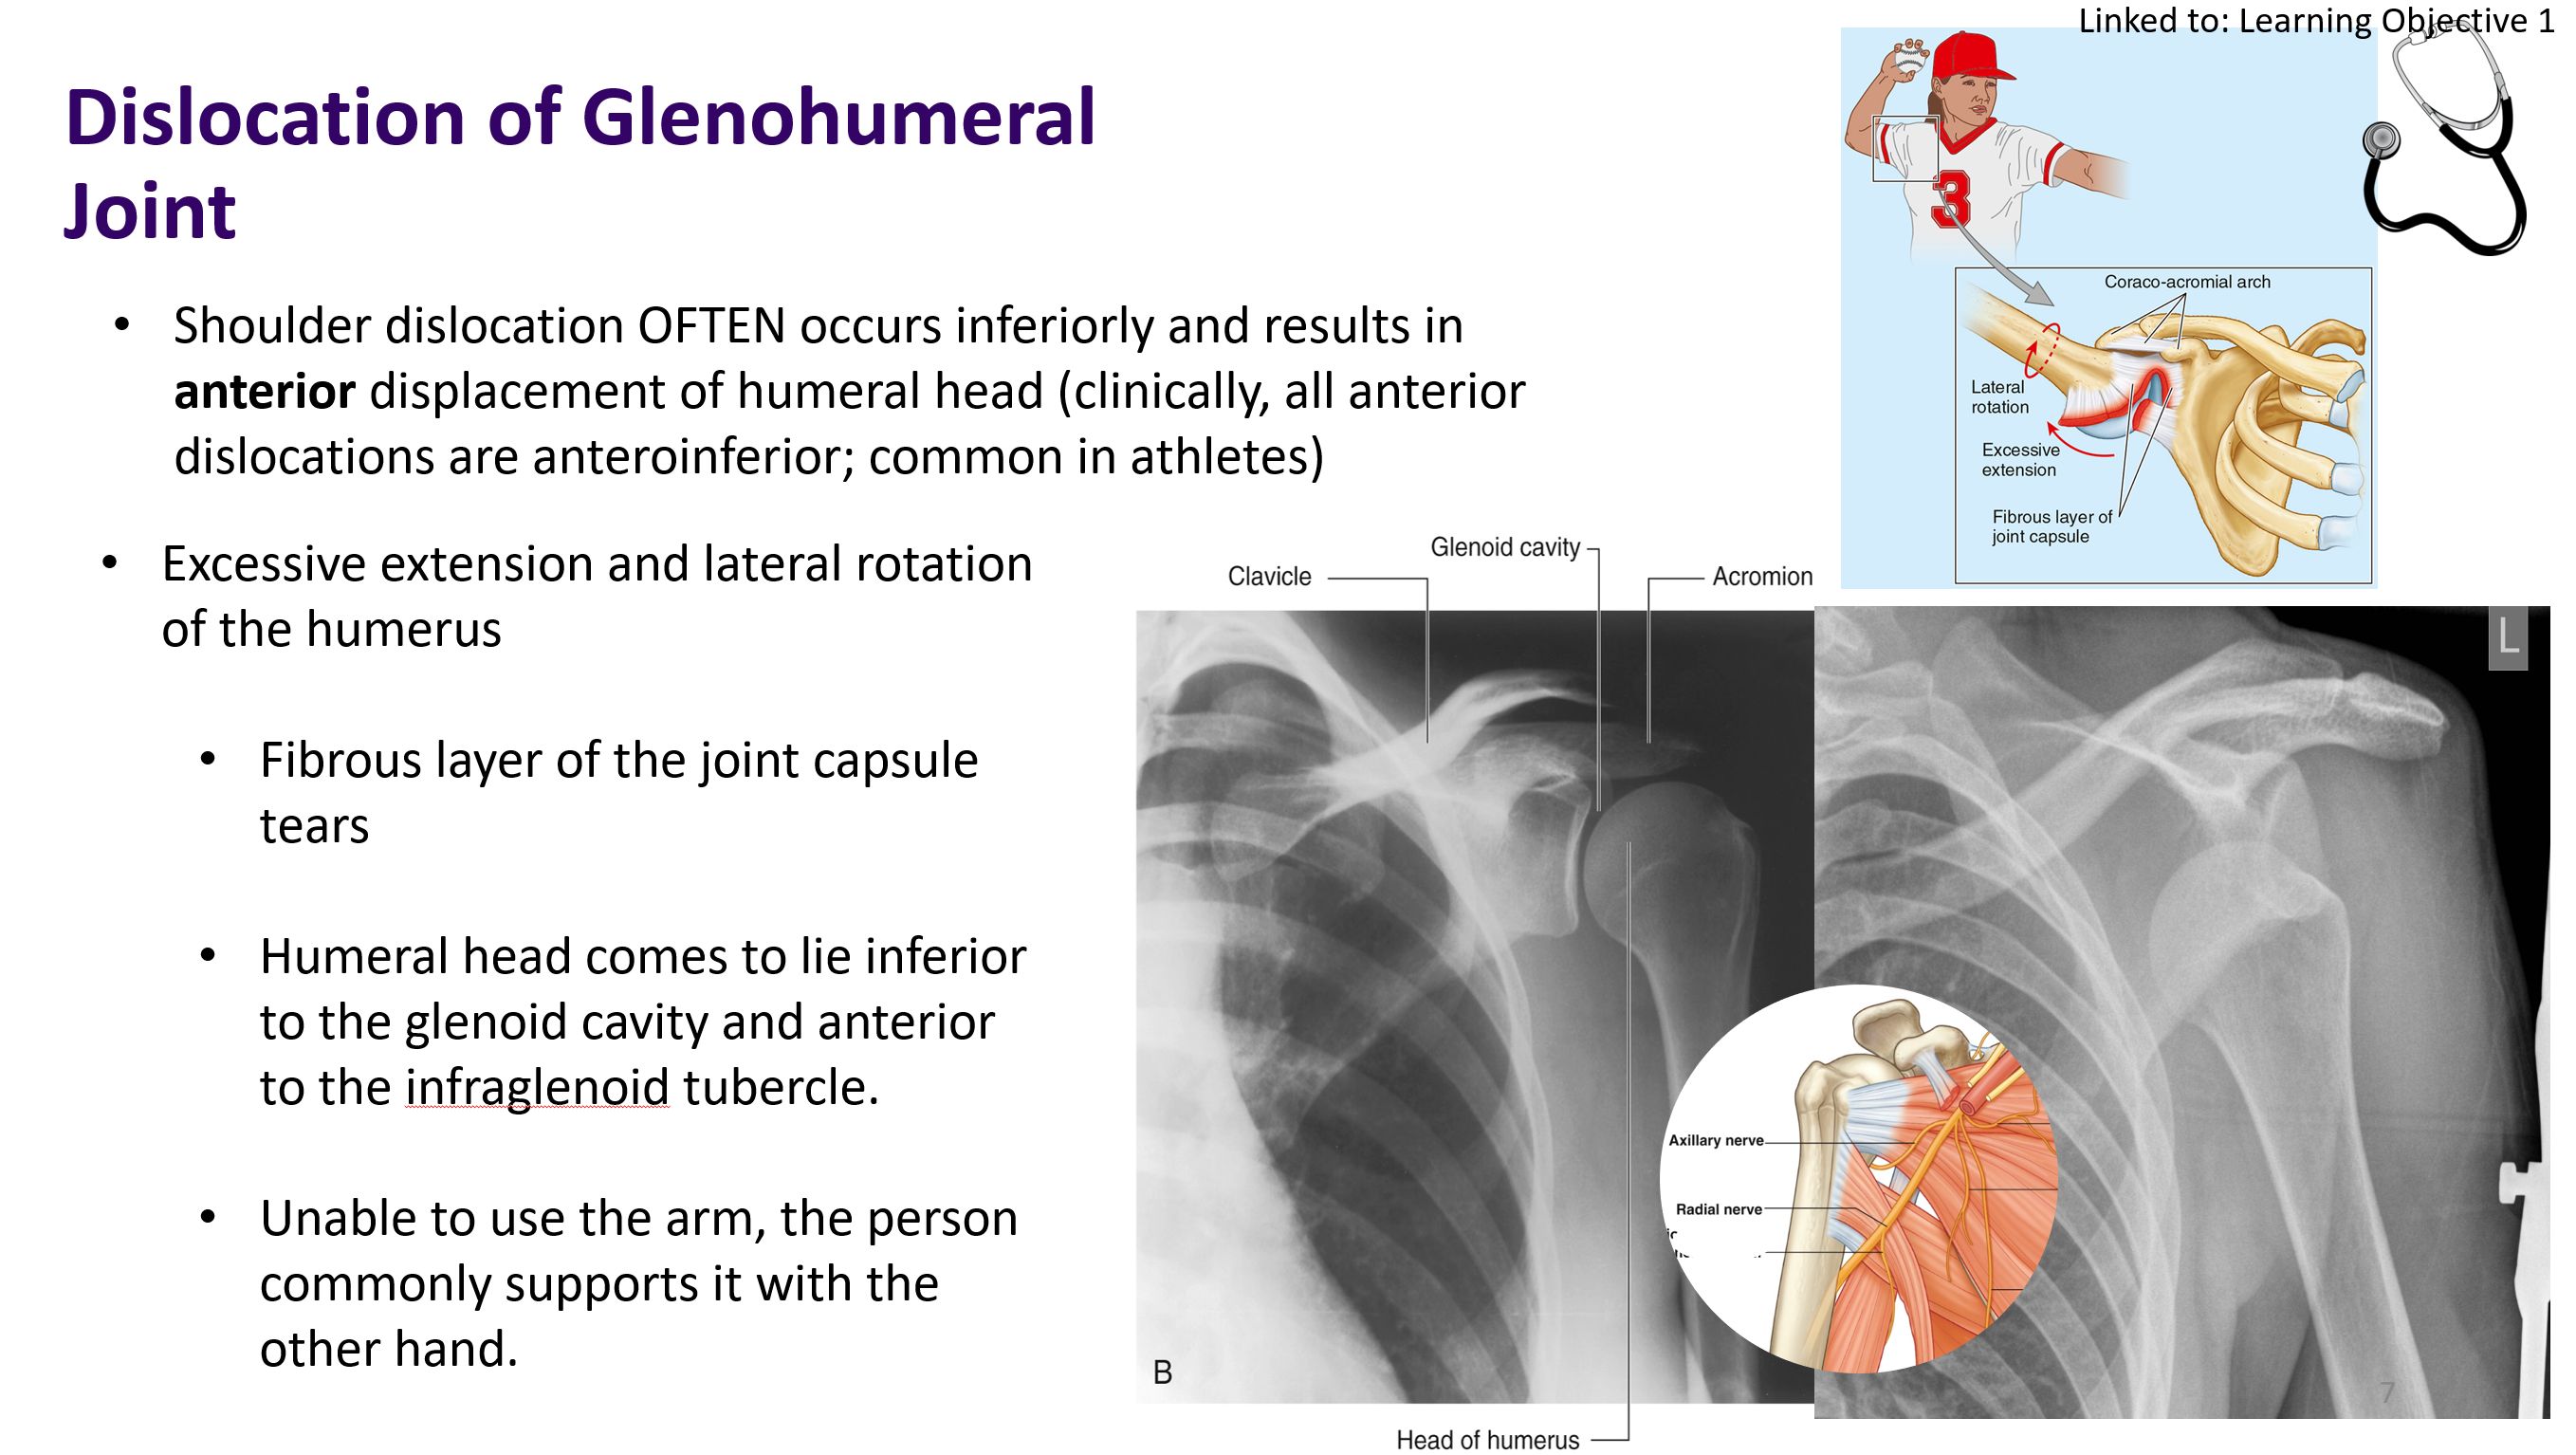 Linked to: Learning Objective 1
Dislocation of Glenohumeral
Joint
• Shoulder dislocation OFTEN occurs inferiorly and results in
anterior displacement of humeral head (clinically, all anterior
dislocations are anteroinferior; common in athletes)
• Excessive extension and lateral rotation
of the humerus
• Fibrous layer of the joint capsule
tears
• Humeral head comes to lie inferior
to the glenoid cavity and anterior
to the infraglenoid tubercle.
• Unable to use the arm, the person
commonly supports it with the
other hand.
3
Coraco-acromial arch
Lateral
rotation
Excessive
extension
Fibrous layer of
joint capsule
Glenoid cavity
Clavicle
Acromion
L
Axillary nerve
Radial nerve
B
7
Head of humerus